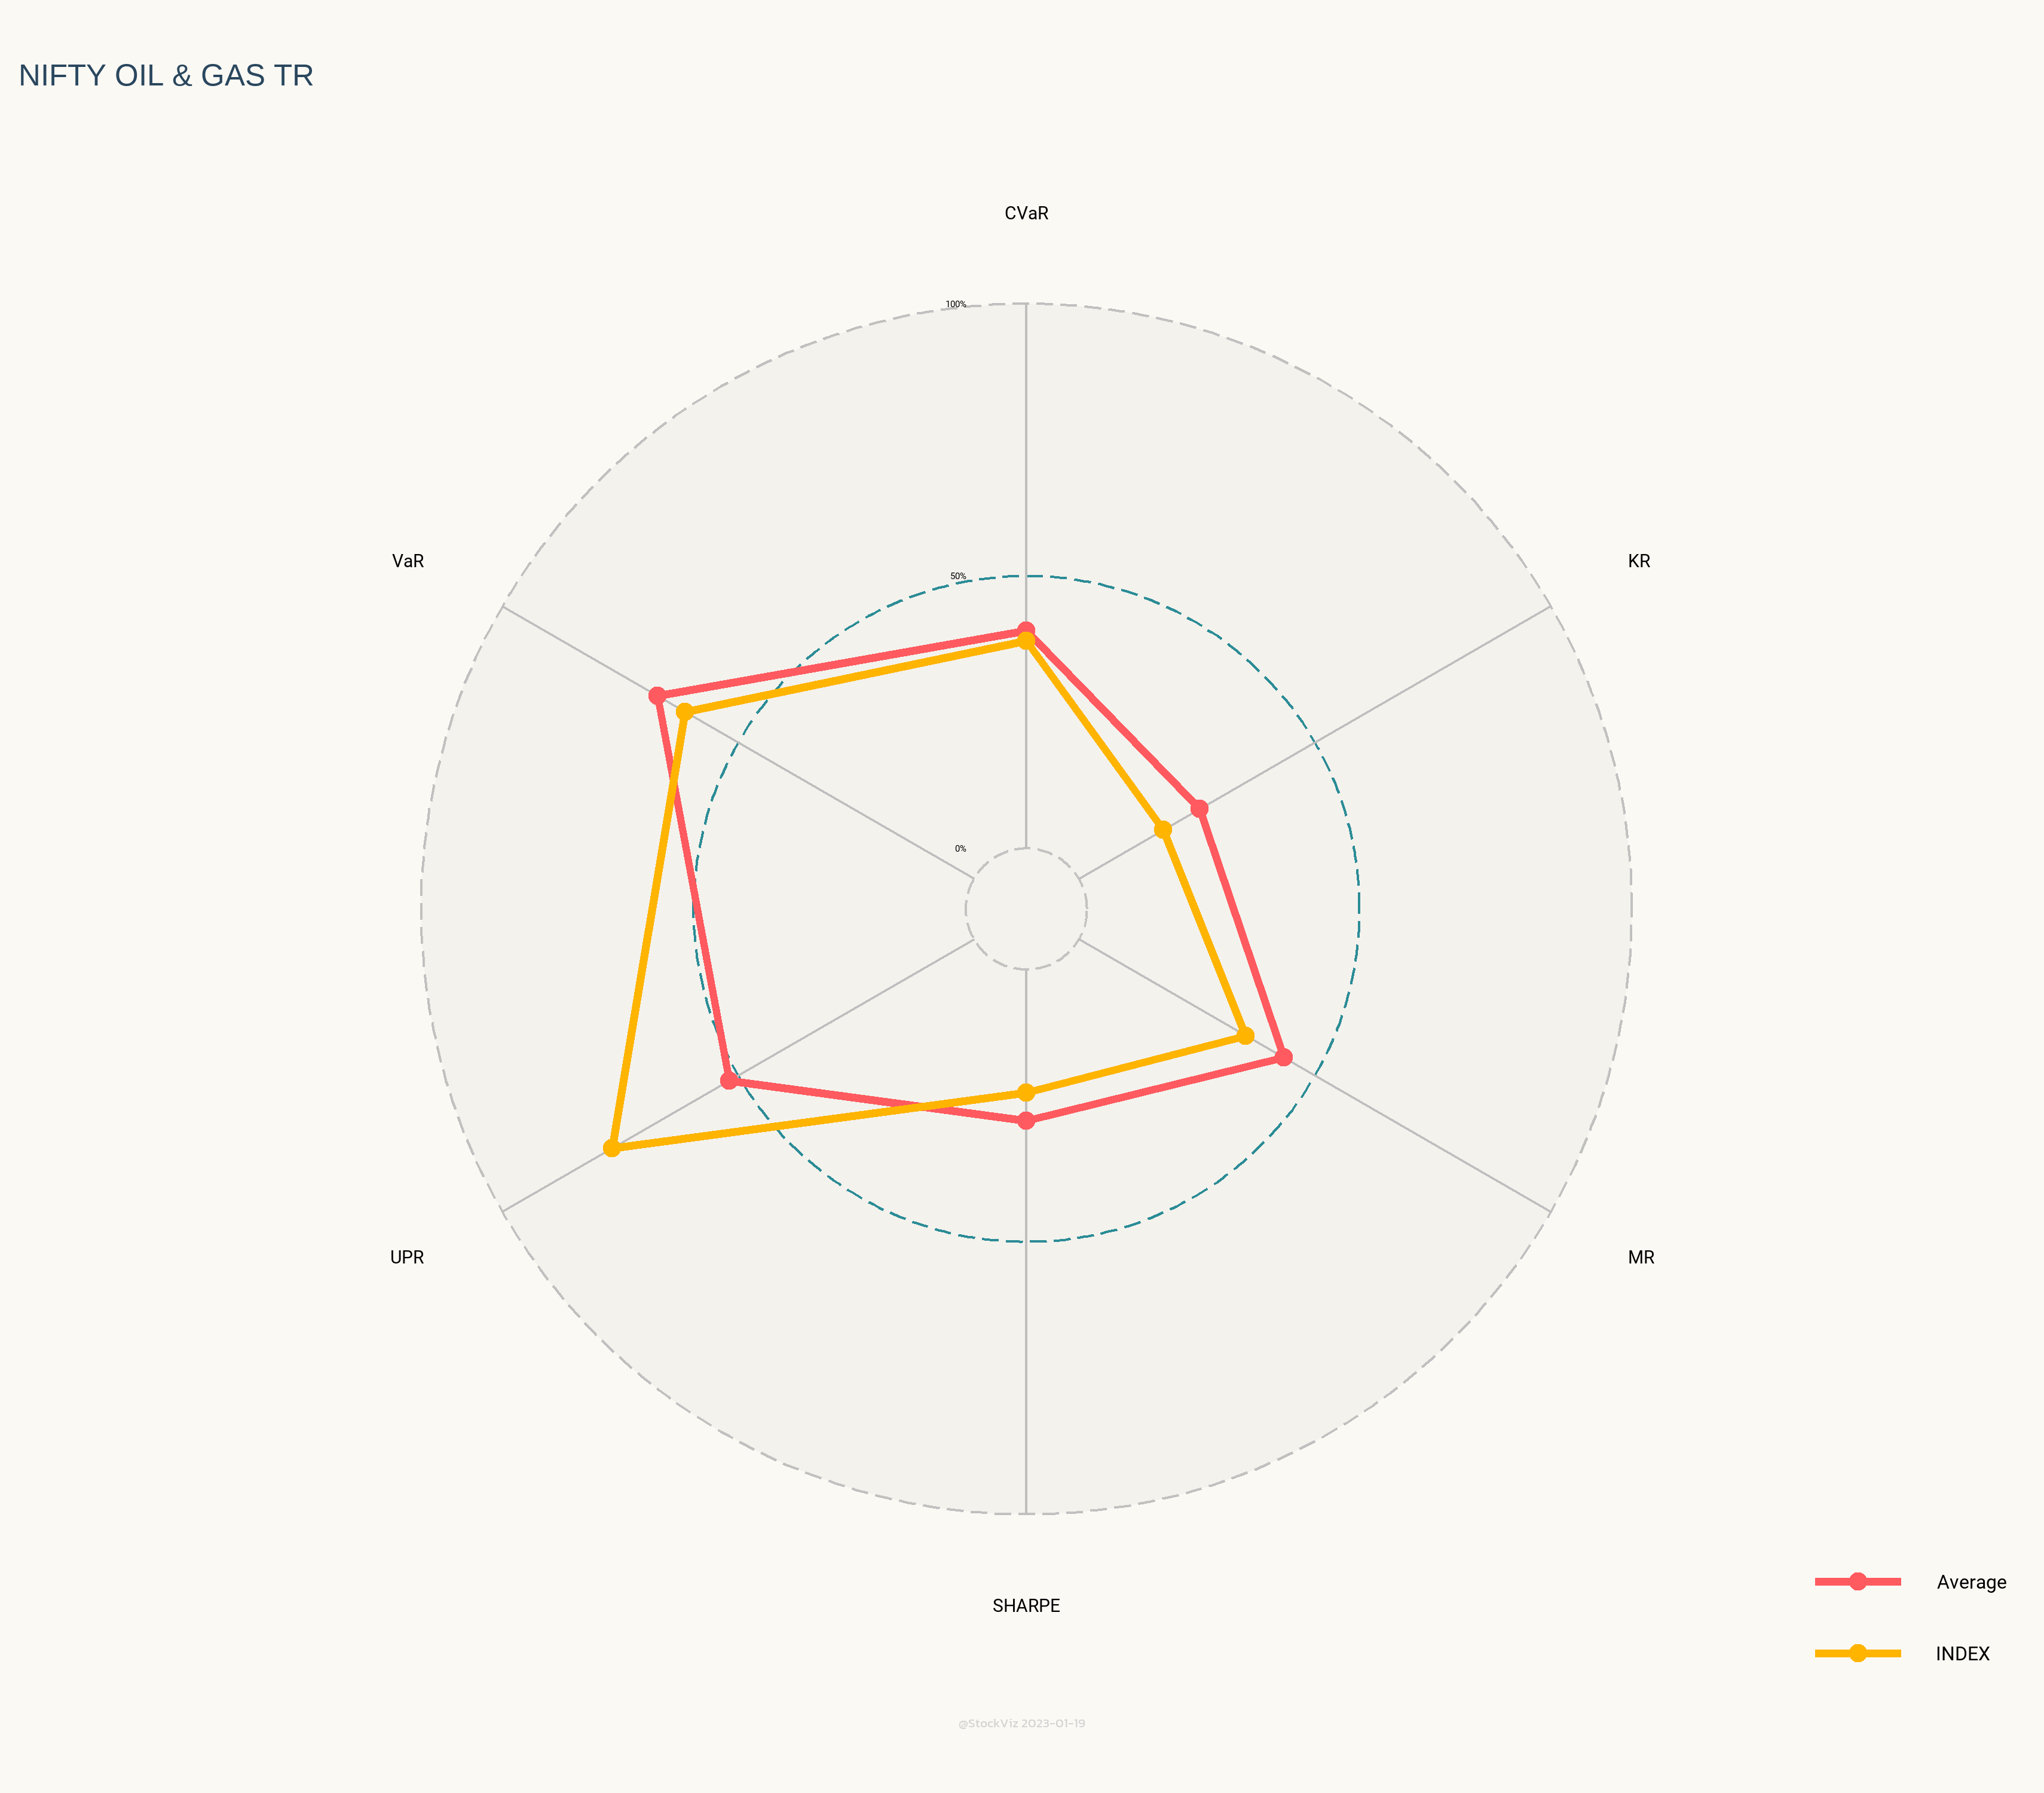 NIFTY OIL & GAS TR
CVaR
100%
VaR
KR
50%
0%
UPR
MR
SHARPE
Average
INDEX
@StockViz 2023-01-19